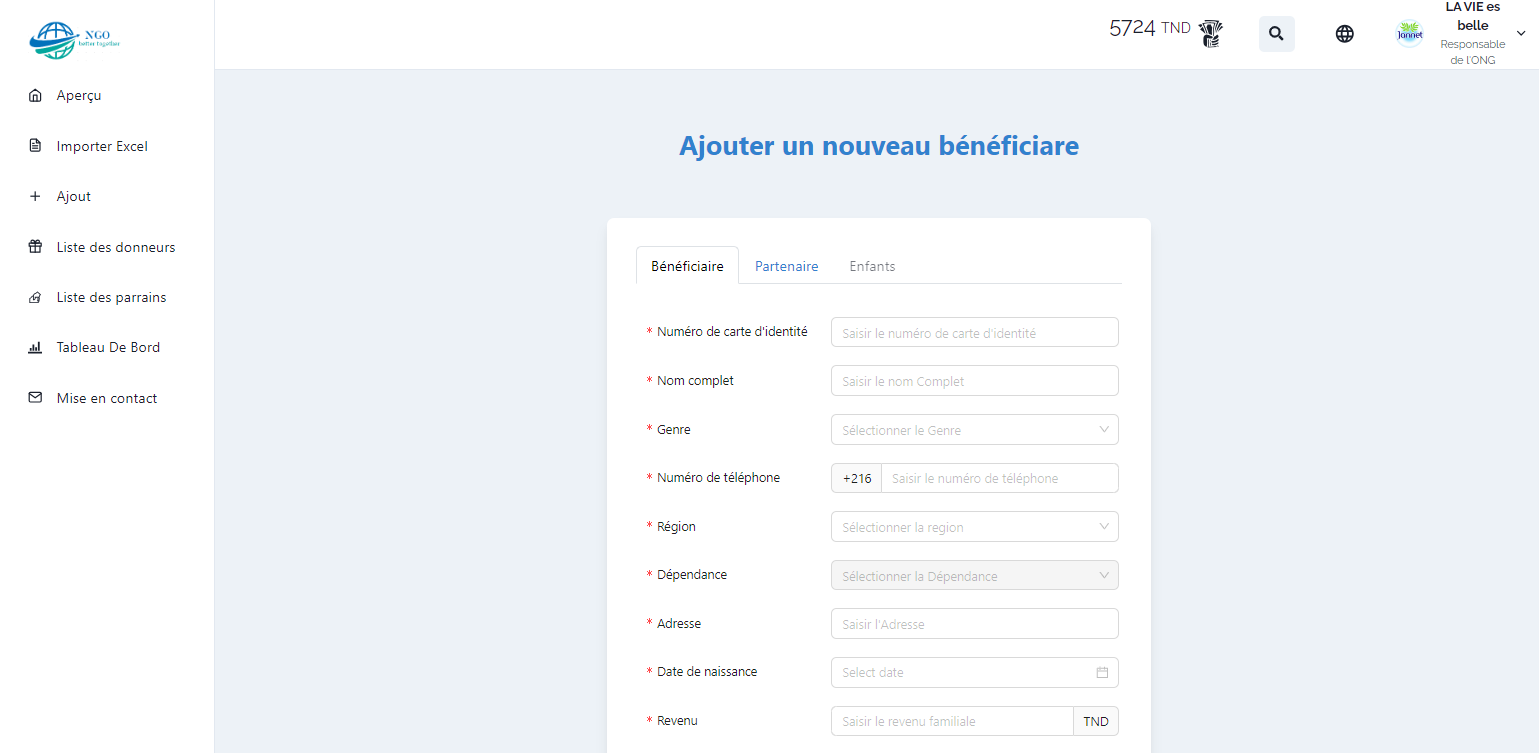 NGO
better together
5724 TND
Jannet
LA VIE es
belle
Responsable
de l'ONG
Aperçu
Importer Excel
Ajout
Liste des donneurs
Liste des parrains
Tableau De Bord
Mise en contact
Ajouter un nouveau bénéficiare
Bénéficiaire Partenaire Enfants
* Numéro de carte d'identité Saisir le numéro de carte d'identité
* Nom complet Saisir le nom Complet
* Genre Sélectionner le Genre
* Numéro de téléphone +216 Saisir le numéro de téléphone
* Région Sélectionner la region
* Dépendance Sélectionner la Dépendance
* Adresse Saisir l'Adresse
* Date de naissance Select date
* Revenu Saisir le revenu familiale TND